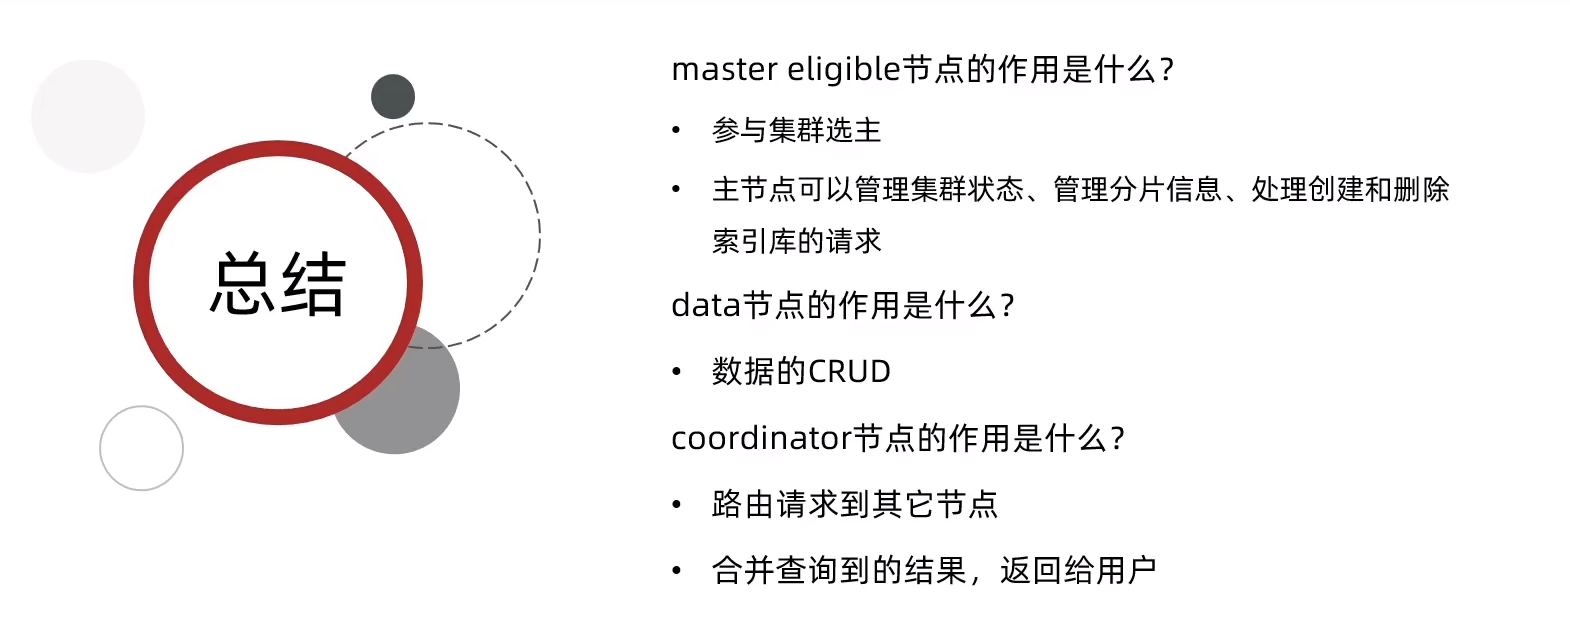 总结
master eligible节点的作用是什么？
• 参与集群选主
• 主节点可以管理集群状态、管理分片信息、处理创建和删除
索引库的请求
data节点的作用是什么？
• 数据的CRUD
coordinator节点的作用是什么？
• 路由请求到其它节点
• 合并查询到的结果，返回给用户